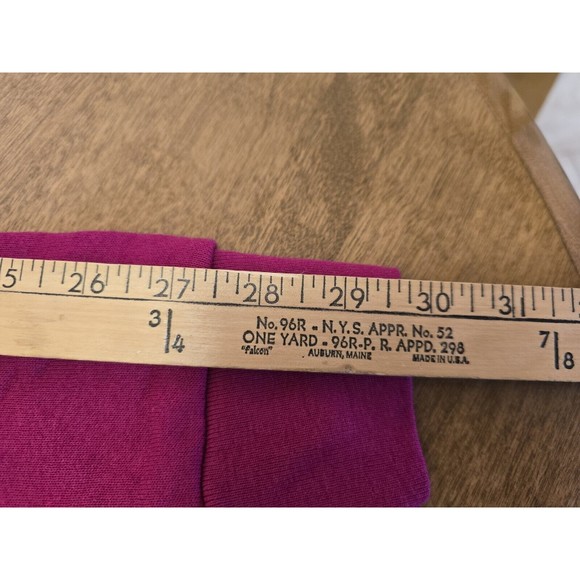 5 26 27 28 29 30 31
3/4 7/8
No. 96R - N.Y.S. APPR. No. 52
ONE YARD - 96R-P. R. APPD. 298
"falcon" AUBURN, MAINE MADE IN U.S.A.